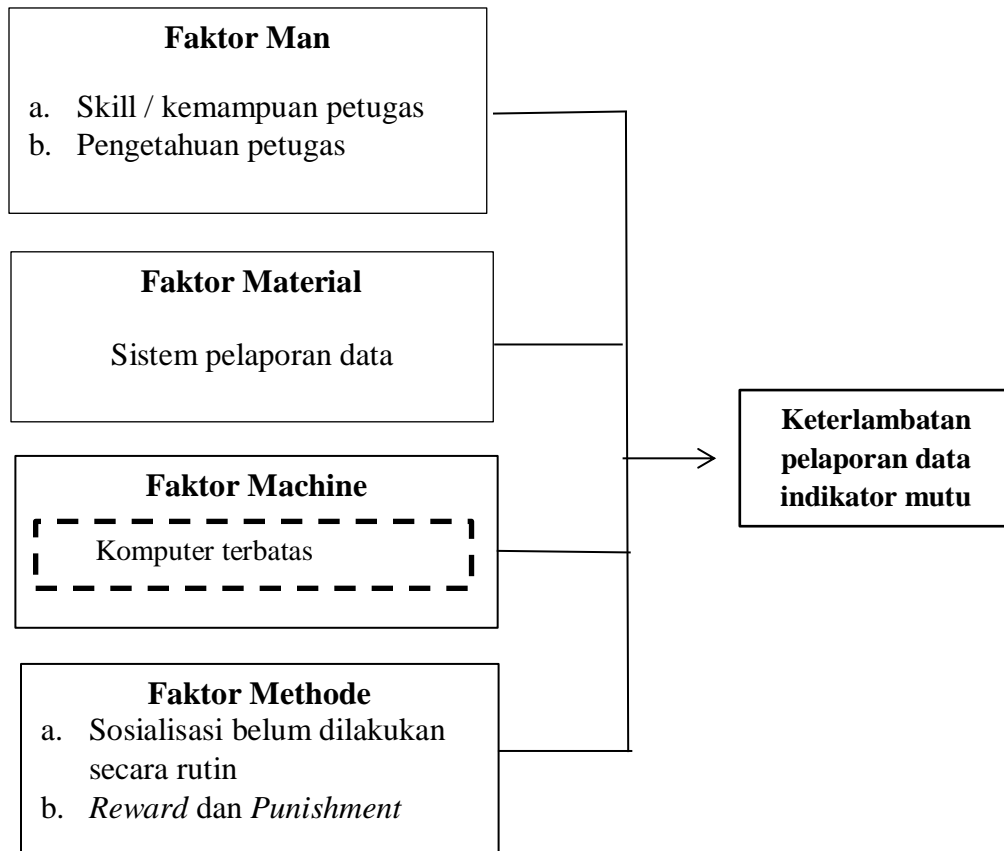 Faktor Man
a. Skill / kemampuan petugas
b. Pengetahuan petugas
Faktor Material
Sistem pelaporan data
Faktor Machine
Komputer terbatas
Faktor Methode
a. Sosialisasi belum dilakukan
secara rutin
b. Reward dan Punishment
Keterlambatan
pelaporan data
indikator mutu